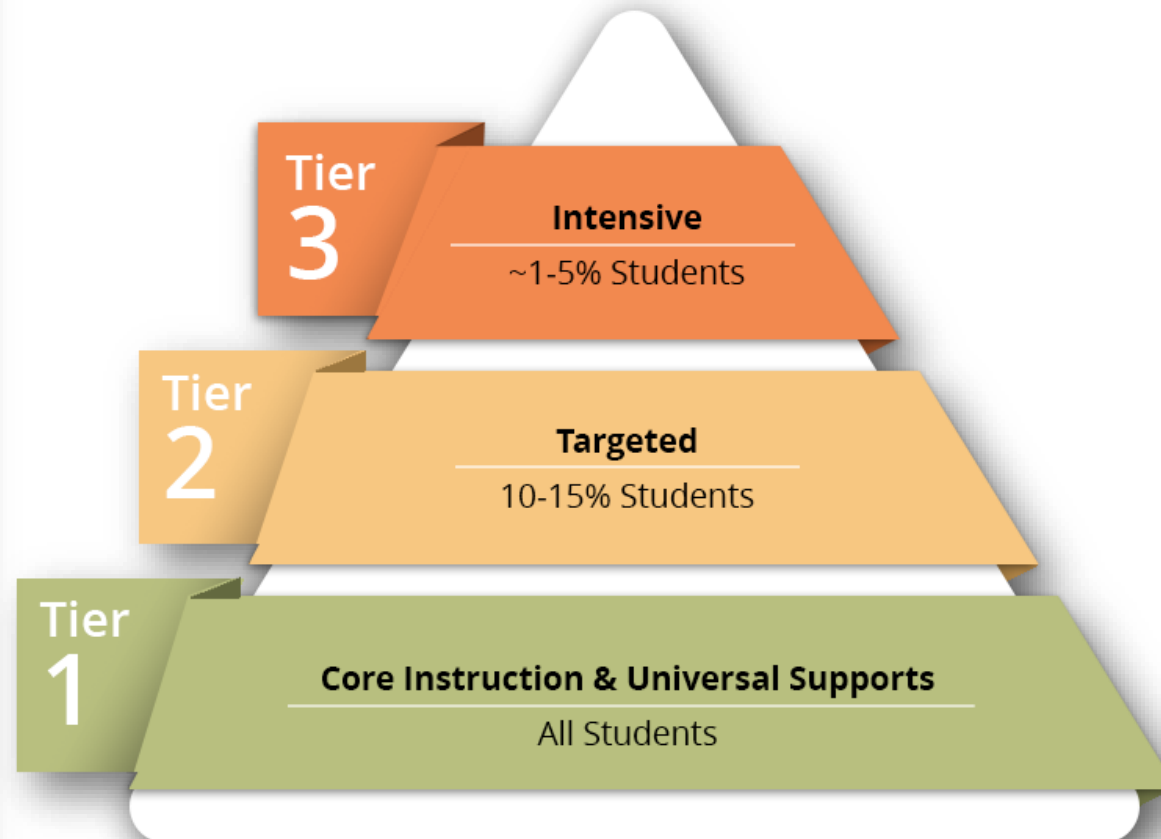 Tier
3
Intensive
~1-5% Students
Tier
2
Targeted
10-15% Students
Tier
1
Core Instruction & Universal Supports
All Students